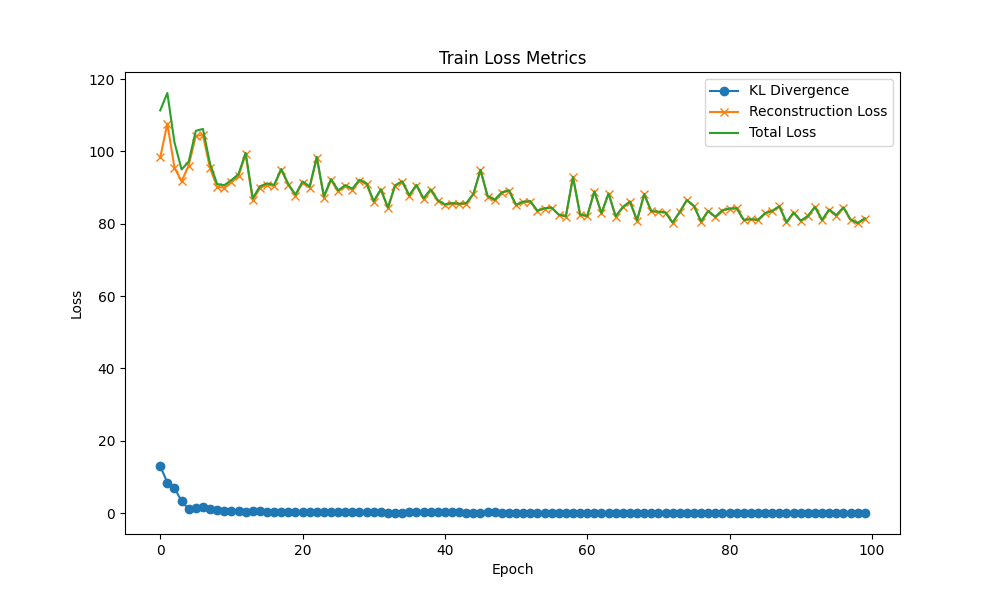 Train Loss Metrics
KL Divergence
Reconstruction Loss
Total Loss
120
100
80
60
40
20
0
Loss
0 20 40 60 80 100
Epoch